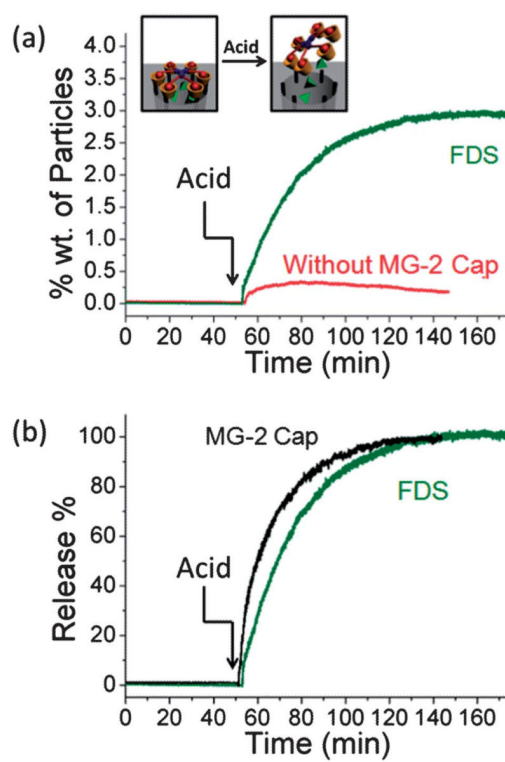 (a)
Acid
4.0
3.5
3.0
2.5
2.0
1.5
1.0
0.5
0.0
% wt. of Particles
Acid
FDS
Without MG-2 Cap
0 20 40 60 80 100 120 140 160
Time (min)
(b)
100
80
60
40
20
0
Release %
MG-2 Cap
FDS
Acid
0 20 40 60 80 100 120 140 160
Time (min)